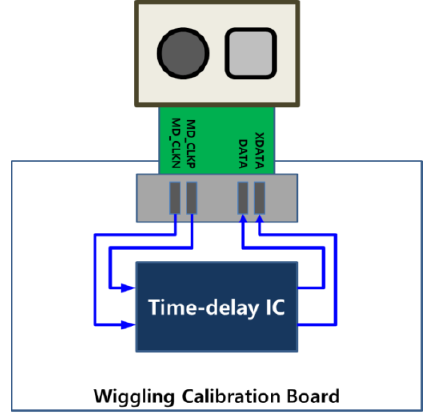 MD_CLKN
MD_CLKP
DATA
XDATA
Time-delay IC
Wiggling Calibration Board